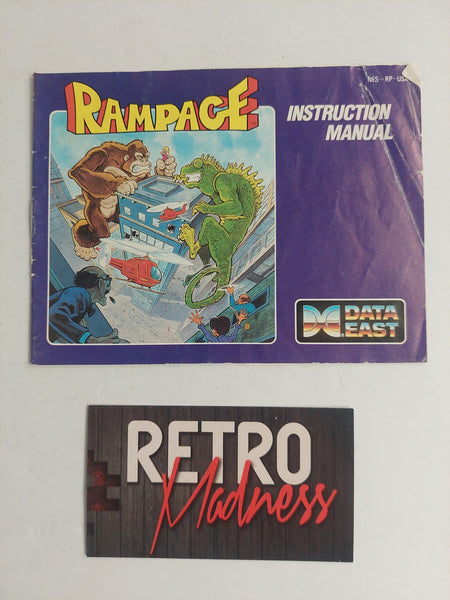 NES-RP-USA
RAMPAGE
INSTRUCTION
MANUAL
DATA
EAST
RETRO
Madness